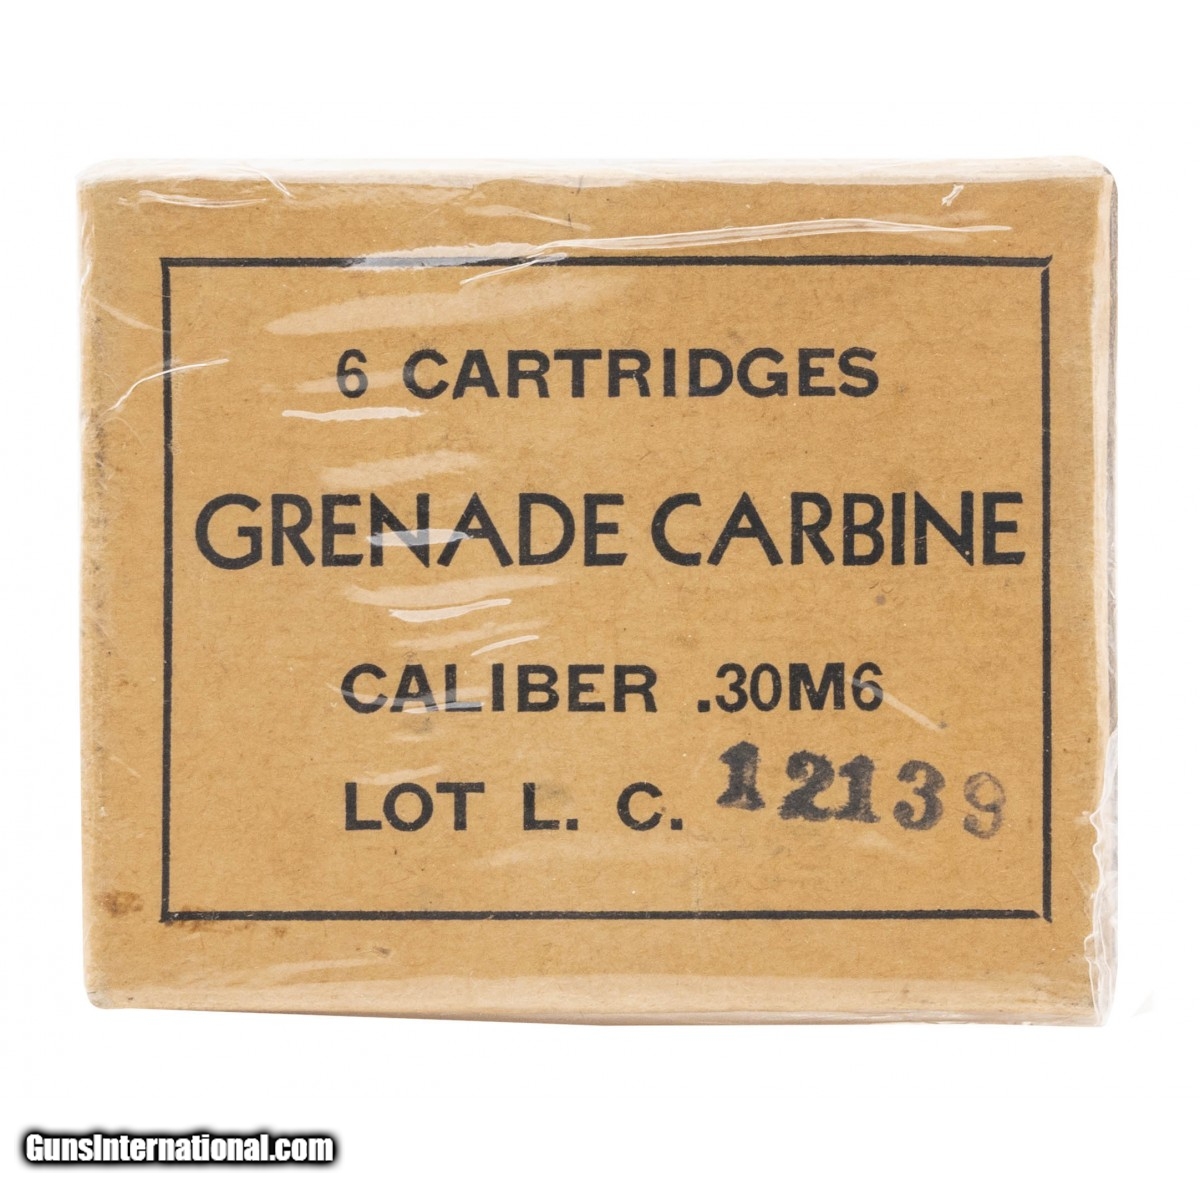 6 CARTRIDGES
GRENADE CARBINE
CALIBER .30M6
LOT L. C. 12139
GunsInternational.com